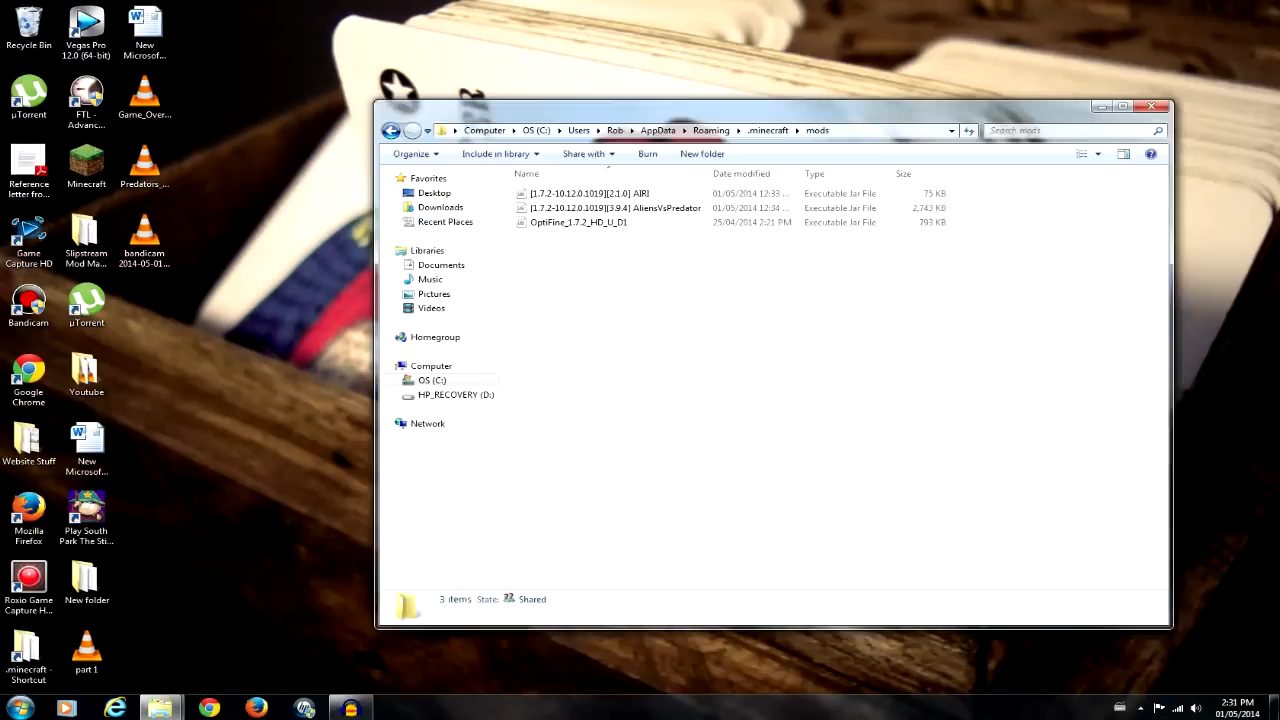 Recycle Bin
Vegas Pro
12.0 (64-bit)
New
Microsof...
µTorrent
FTL -
Advanc...
Game_Over...
Reference
letter fro...
Minecraft
Predators_...
Game
Capture HD
Slipstream
Mod Ma...
bandicam
2014-05-01...
Bandicam
µTorrent
Google
Chrome
Youtube
Website Stuff
New
Microsof...
Mozilla
Firefox
Play South
Park The Sti...
Roxio Game
Capture H...
New folder
.minecraft -
Shortcut
part 1
Computer
OS (C:)
Users
Rob
AppData
Roaming
.minecraft
mods
Search mods
Organize
Include in library
Share with
Burn
New folder
Favorites
Desktop
Downloads
Recent Places
Libraries
Documents
Music
Pictures
Videos
Homegroup
Computer
OS (C:)
HP_RECOVERY (D:)
Network
Name
Date modified
Type
Size
[1.7.2-10.12.0.1019][2.1.0] AIRI
01/05/2014 12:33 ...
Executable Jar File
75 KB
[1.7.2-10.12.0.1019][3.9.4] AliensVsPredator
01/05/2014 12:34 ...
Executable Jar File
2,743 KB
OptiFine_1.7.2_HD_U_D1
25/04/2014 2:21 PM
Executable Jar File
793 KB
3 items
State:
Shared
2:31 PM
01/05/2014